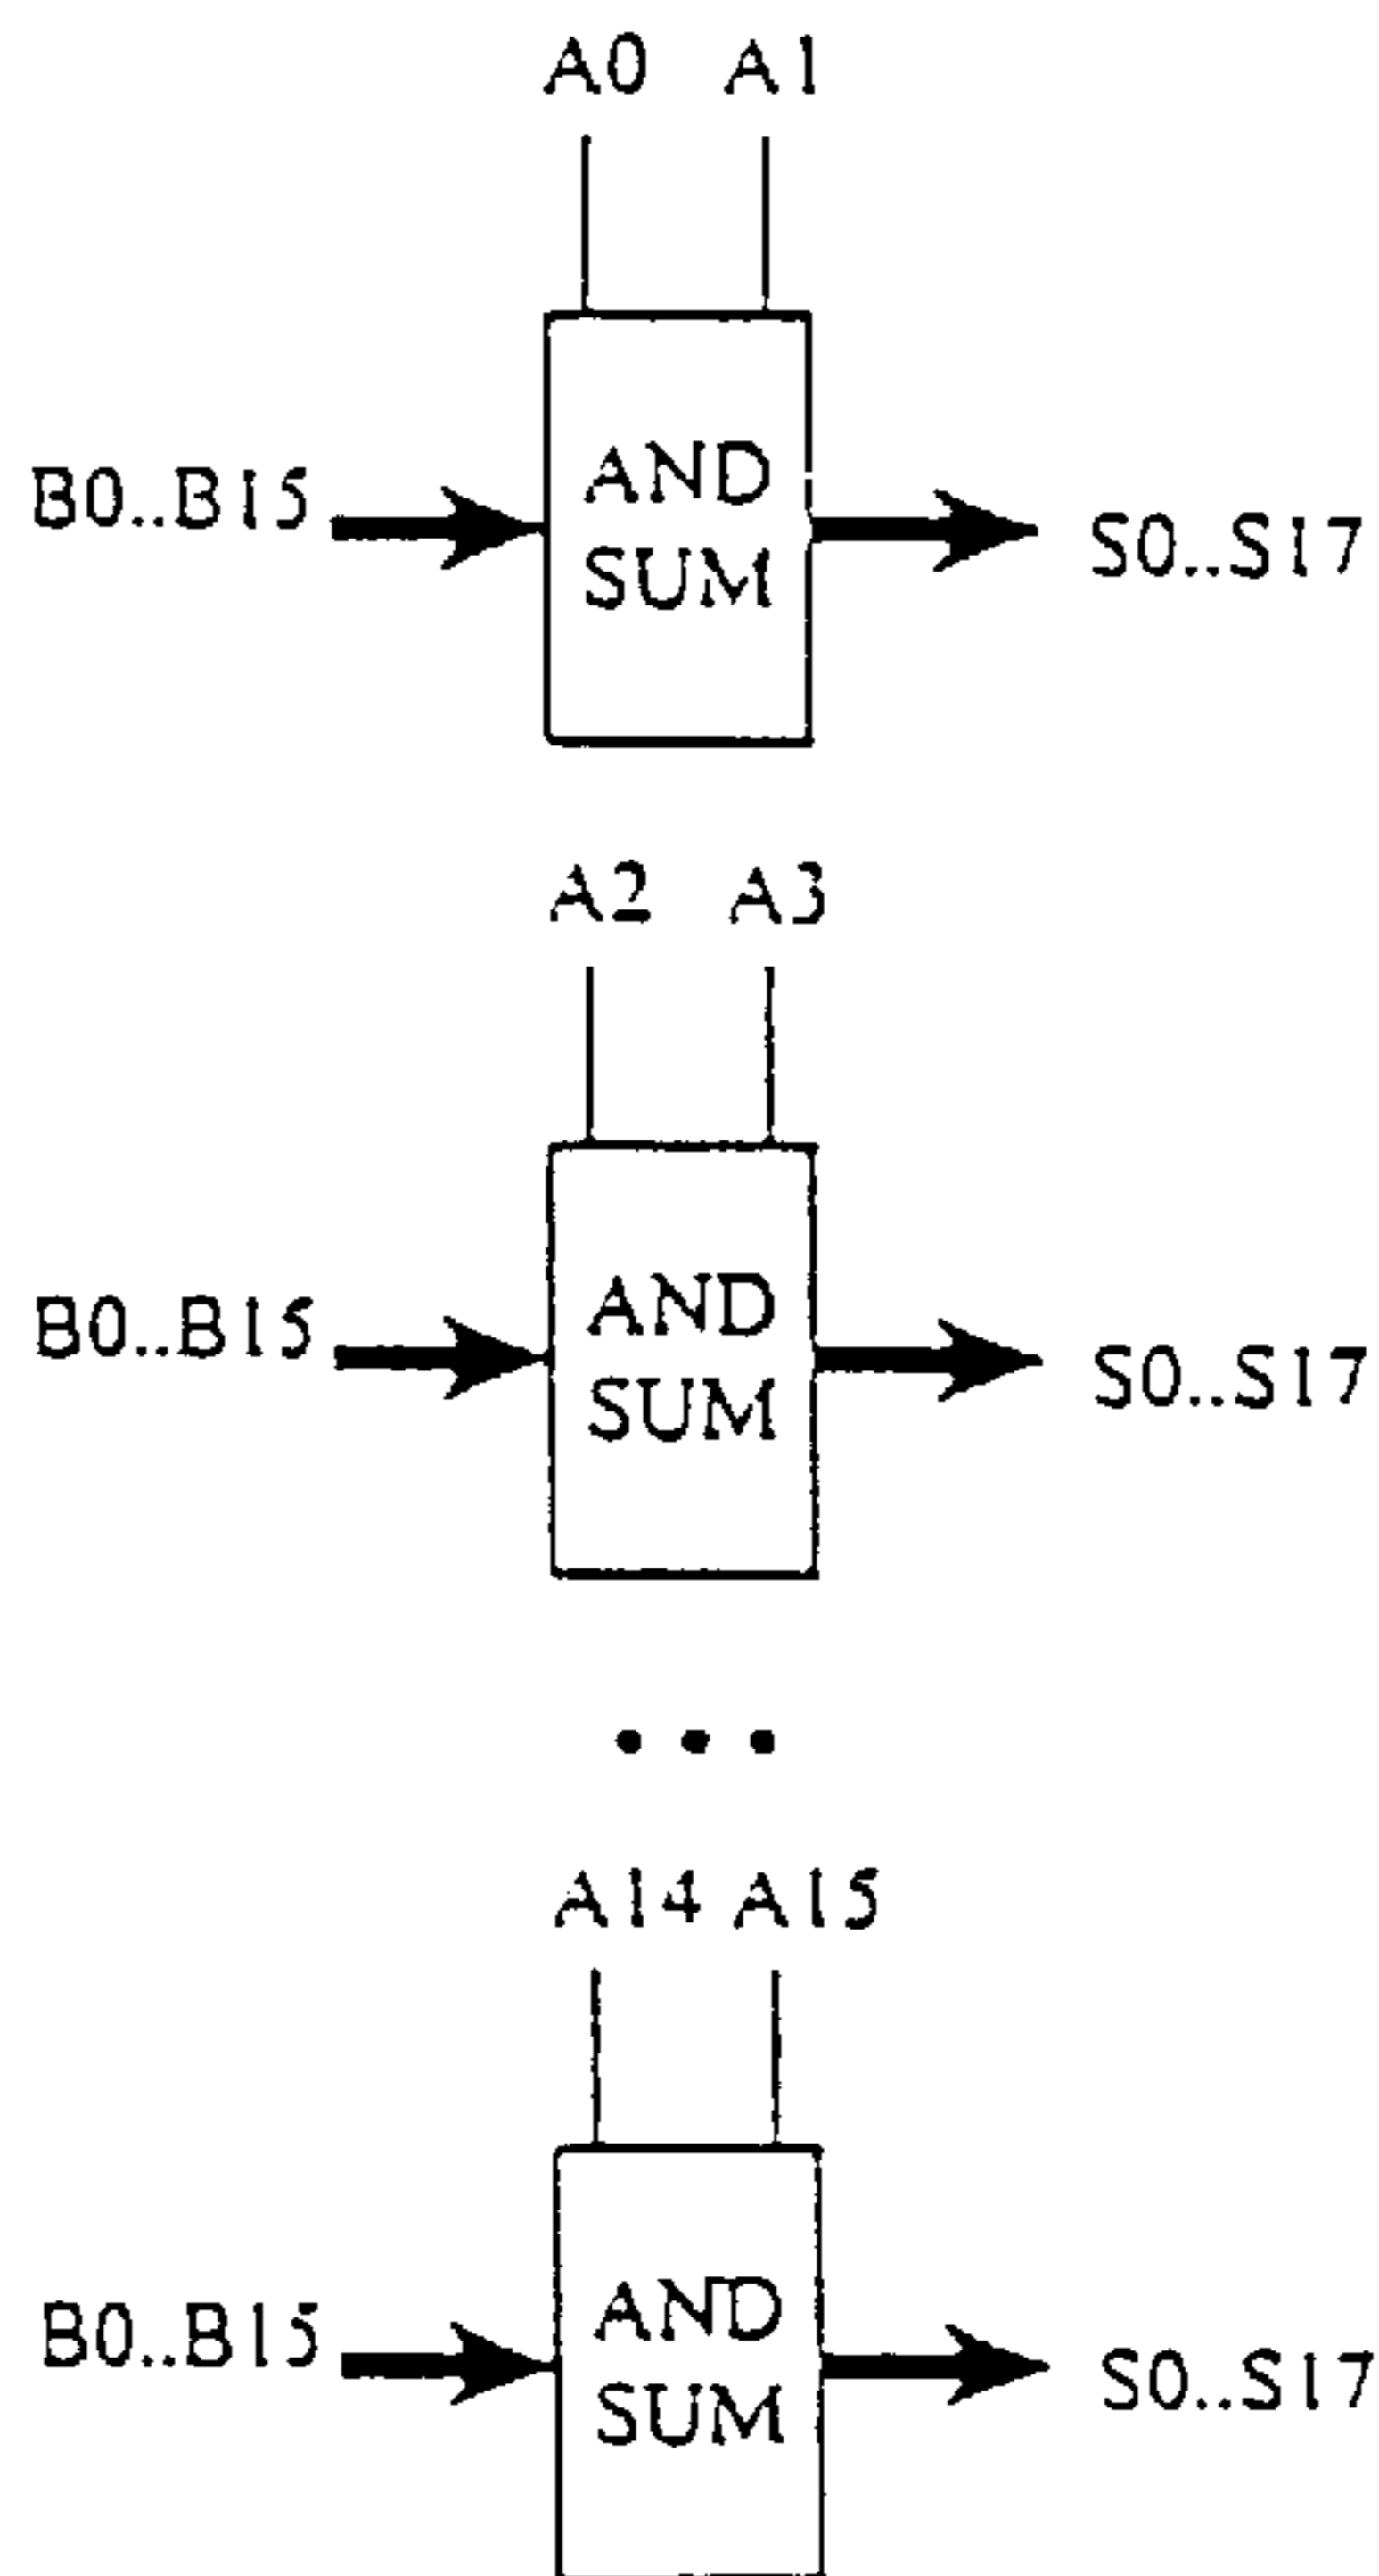 A0 A1
B0..B15
AND
SUM
S0..S17
A2 A3
B0..B15
AND
SUM
S0..S17
A14 A15
B0..B15
AND
SUM
S0..S17